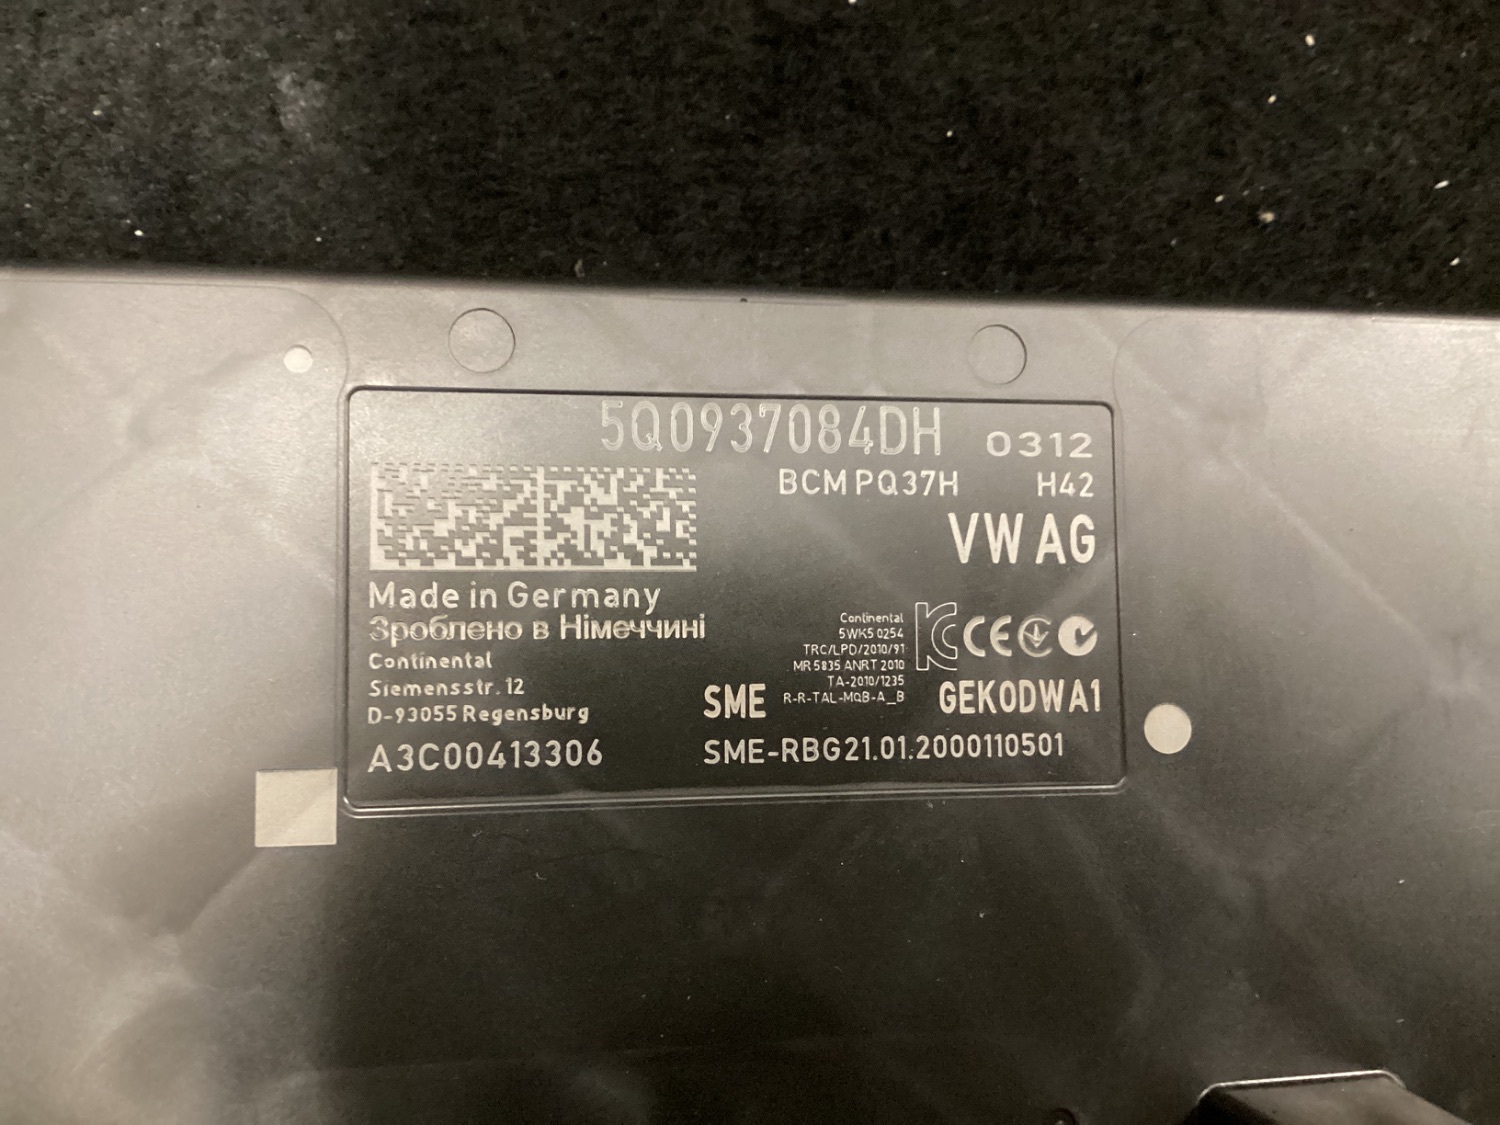 5Q0937084DH 0312
BCM PQ37H H42
VW AG
Made in Germany
Зроблено в Німеччині
Continental
Siemensstr. 12
D-93055 Regensburg
A3C00413306
Continental
5WK5 0254
TRC/LPD/2010/91
MR 5835 ANRT 2010
TA-2010/1235
R-R-TAL-MQB-A_B
CE
SME
GEKODWA1
SME-RBG21.01.2000110501